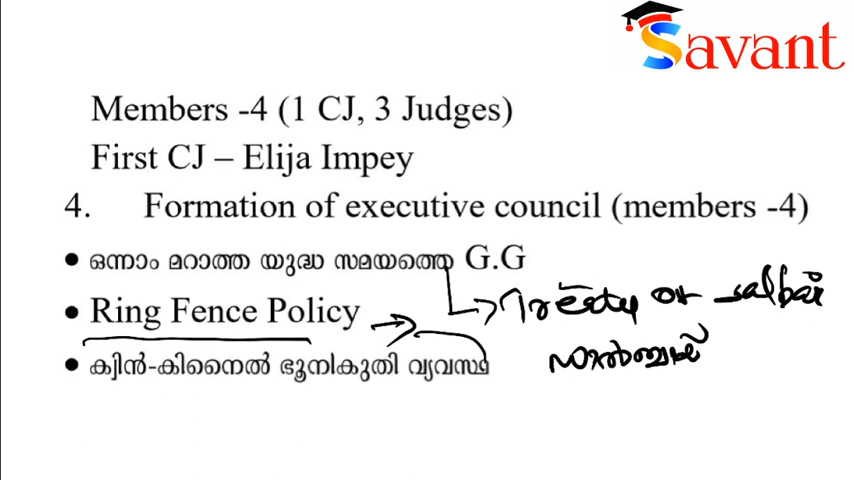 Savant
Members -4 (1 CJ, 3 Judges)
First CJ – Elija Impey
4. Formation of executive council (members -4)
• ഒന്നാം മറാത്ത യുദ്ധ സമയത്തെ G.G
Treaty of salbai
• Ring Fence Policy
സാൽബായ്
• ക്വിൻ-കിനൈൽ ഭൂനികുതി വ്യവസ്ഥ